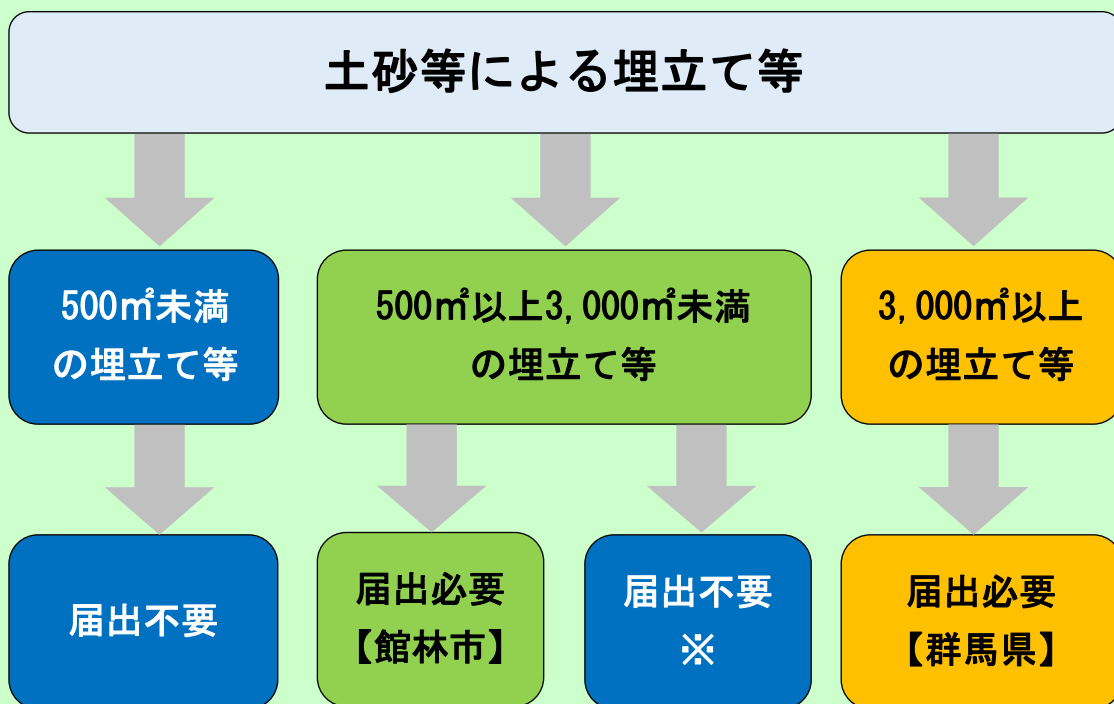 土砂等による埋立て等
500㎡未満
の埋立て等
500㎡以上3,000㎡未満
の埋立て等
3,000㎡以上
の埋立て等
届出不要
届出必要
【館林市】
届出不要
※
届出必要
【群馬県】